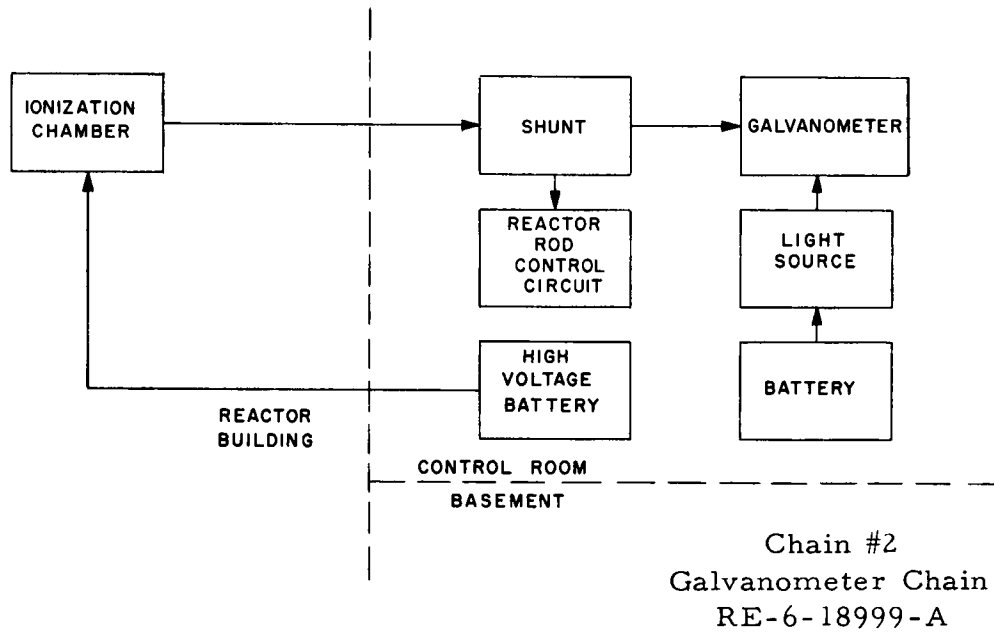 IONIZATION
CHAMBER
SHUNT
GALVANOMETER
REACTOR
ROD
CONTROL
CIRCUIT
LIGHT
SOURCE
HIGH
VOLTAGE
BATTERY
BATTERY
REACTOR
BUILDING
CONTROL ROOM
BASEMENT
Chain #2
Galvanometer Chain
RE-6-18999-A